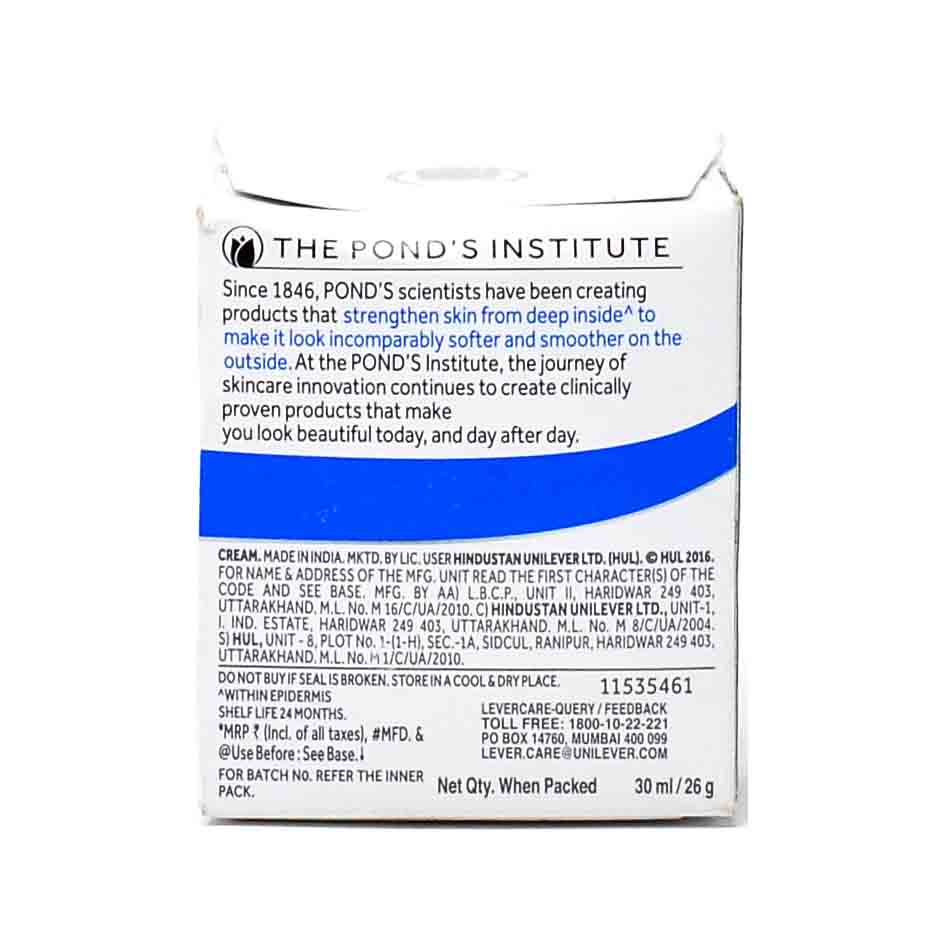 THE POND'S INSTITUTE
Since 1846, POND'S scientists have been creating
products that strengthen skin from deep inside^ to
make it look incomparably softer and smoother on the
outside. At the POND'S Institute, the journey of
skincare innovation continues to create clinically
proven products that make
you look beautiful today, and day after day.
CREAM. MADE IN INDIA. MKTD. BY LIC. USER HINDUSTAN UNILEVER LTD. (HUL). © HUL 2016.
FOR NAME & ADDRESS OF THE MFG. UNIT READ THE FIRST CHARACTER(S) OF THE
CODE AND SEE BASE. MFG. BY AA) L.B.C.P., UNIT II, HARIDWAR 249 403,
UTTARAKHAND. M.L. No. M 16/C/UA/2010. C) HINDUSTAN UNILEVER LTD., UNIT-1,
I. IND. ESTATE, HARIDWAR 249 403, UTTARAKHAND. M.L. No. M 8/C/UA/2004.
S) HUL, UNIT - 8, PLOT No. 1-(1-H), SEC.-1A, SIDCUL, RANIPUR, HARIDWAR 249 403,
UTTARAKHAND. M.L. No. M 1/C/UA/2010.
DO NOT BUY IF SEAL IS BROKEN. STORE IN A COOL & DRY PLACE.
11535461
^WITHIN EPIDERMIS
SHELF LIFE 24 MONTHS.
*MRP ₹ (Incl. of all taxes), #MFD. &
@Use Before : See Base.↓
FOR BATCH No. REFER THE INNER
PACK.
LEVERCARE-QUERY / FEEDBACK
TOLL FREE: 1800-10-22-221
PO BOX 14760, MUMBAI 400 099
LEVER.CARE@UNILEVER.COM
Net Qty. When Packed 30 ml / 26 g